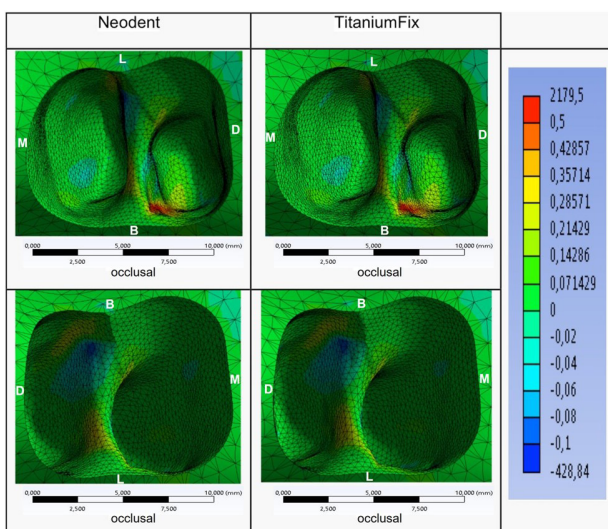 Neodent
TitaniumFix
L
M
B
0,000 5,000 10,000 (mm)
2,500 7,500
occlusal
L
D
M
B
0,000 5,000 10,000 (mm)
2,500 7,500
occlusal
D
B
D
M
L
0,000 5,000 10,000 (mm)
2,500 7,500
occlusal
B
D
M
L
0,000 5,000 10,000 (mm)
2,500 7,500
occlusal
2179,5
0,5
0,42857
0,35714
0,28571
0,21429
0,14286
0,071429
0
-0,02
-0,04
-0,06
-0,08
-0,1
-428,84